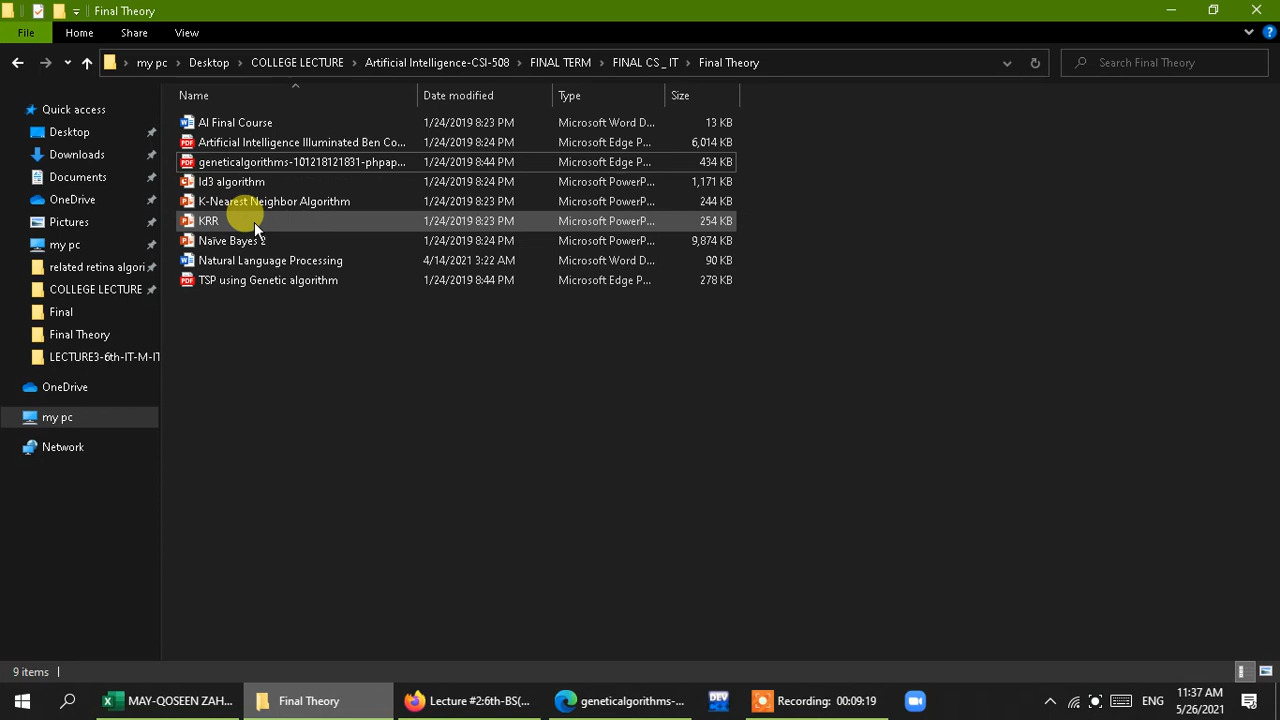 Final Theory
File Home Share View
my pc Desktop COLLEGE LECTURE Artificial Intelligence-CSI-508 FINAL TERM FINAL CS _ IT Final Theory Search Final Theory
Name Date modified Type Size
Quick access
Desktop
Downloads
Documents
OneDrive
Pictures
my pc
related retina algori
COLLEGE LECTURE
Final
Final Theory
LECTURE3-6th-IT-M-IT
OneDrive
my pc
Network
AI Final Course 1/24/2019 8:23 PM Microsoft Word D... 13 KB
Artificial Intelligence Illuminated Ben Co... 1/24/2019 8:24 PM Microsoft Edge P... 6,014 KB
geneticalgorithms-101218121831-phpap... 1/24/2019 8:44 PM Microsoft Edge P... 434 KB
Id3 algorithm 1/24/2019 8:24 PM Microsoft PowerP... 1,171 KB
K-Nearest Neighbor Algorithm 1/24/2019 8:23 PM Microsoft PowerP... 244 KB
KRR 1/24/2019 8:23 PM Microsoft PowerP... 254 KB
Naïve Bayes 2 1/24/2019 8:24 PM Microsoft PowerP... 9,874 KB
Natural Language Processing 4/14/2021 3:22 AM Microsoft Word D... 90 KB
TSP using Genetic algorithm 1/24/2019 8:44 PM Microsoft Edge P... 278 KB
9 items
MAY-QOSEEN ZAH... Final Theory Lecture #2:6th-BS(... geneticalgorithms-... DEV Recording: 00:09:19 ENG 11:37 AM
5/26/2021